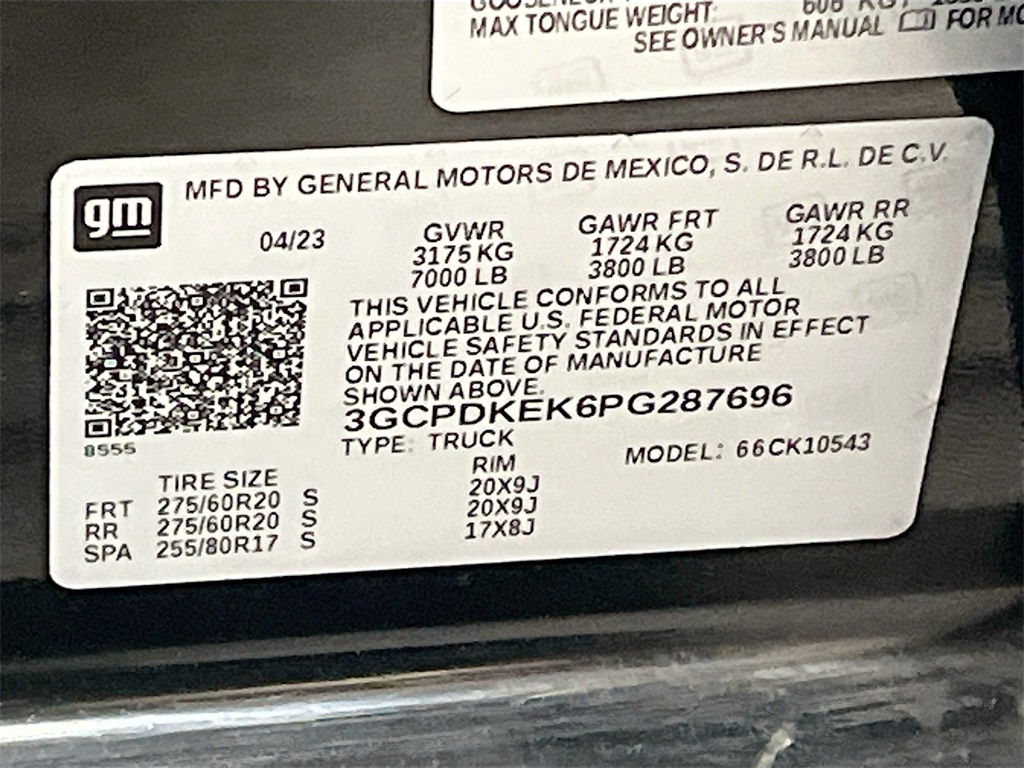 MAX TONGUE WEIGHT:
SEE OWNER'S MANUAL FOR
gm
MFD BY GENERAL MOTORS DE MEXICO, S. DE R.L. DE C.V.
04/23 GVWR GAWR FRT GAWR RR
3175 KG 1724 KG 1724 KG
7000 LB 3800 LB 3800 LB
THIS VEHICLE CONFORMS TO ALL
APPLICABLE U.S. FEDERAL MOTOR
VEHICLE SAFETY STANDARDS IN EFFECT
ON THE DATE OF MANUFACTURE
SHOWN ABOVE.
3GCPDKEK6PG287696
8555
TYPE: TRUCK MODEL: 66CK10543
TIRE SIZE RIM
FRT 275/60R20 S 20X9J
RR 275/60R20 S 20X9J
SPA 255/80R17 S 17X8J